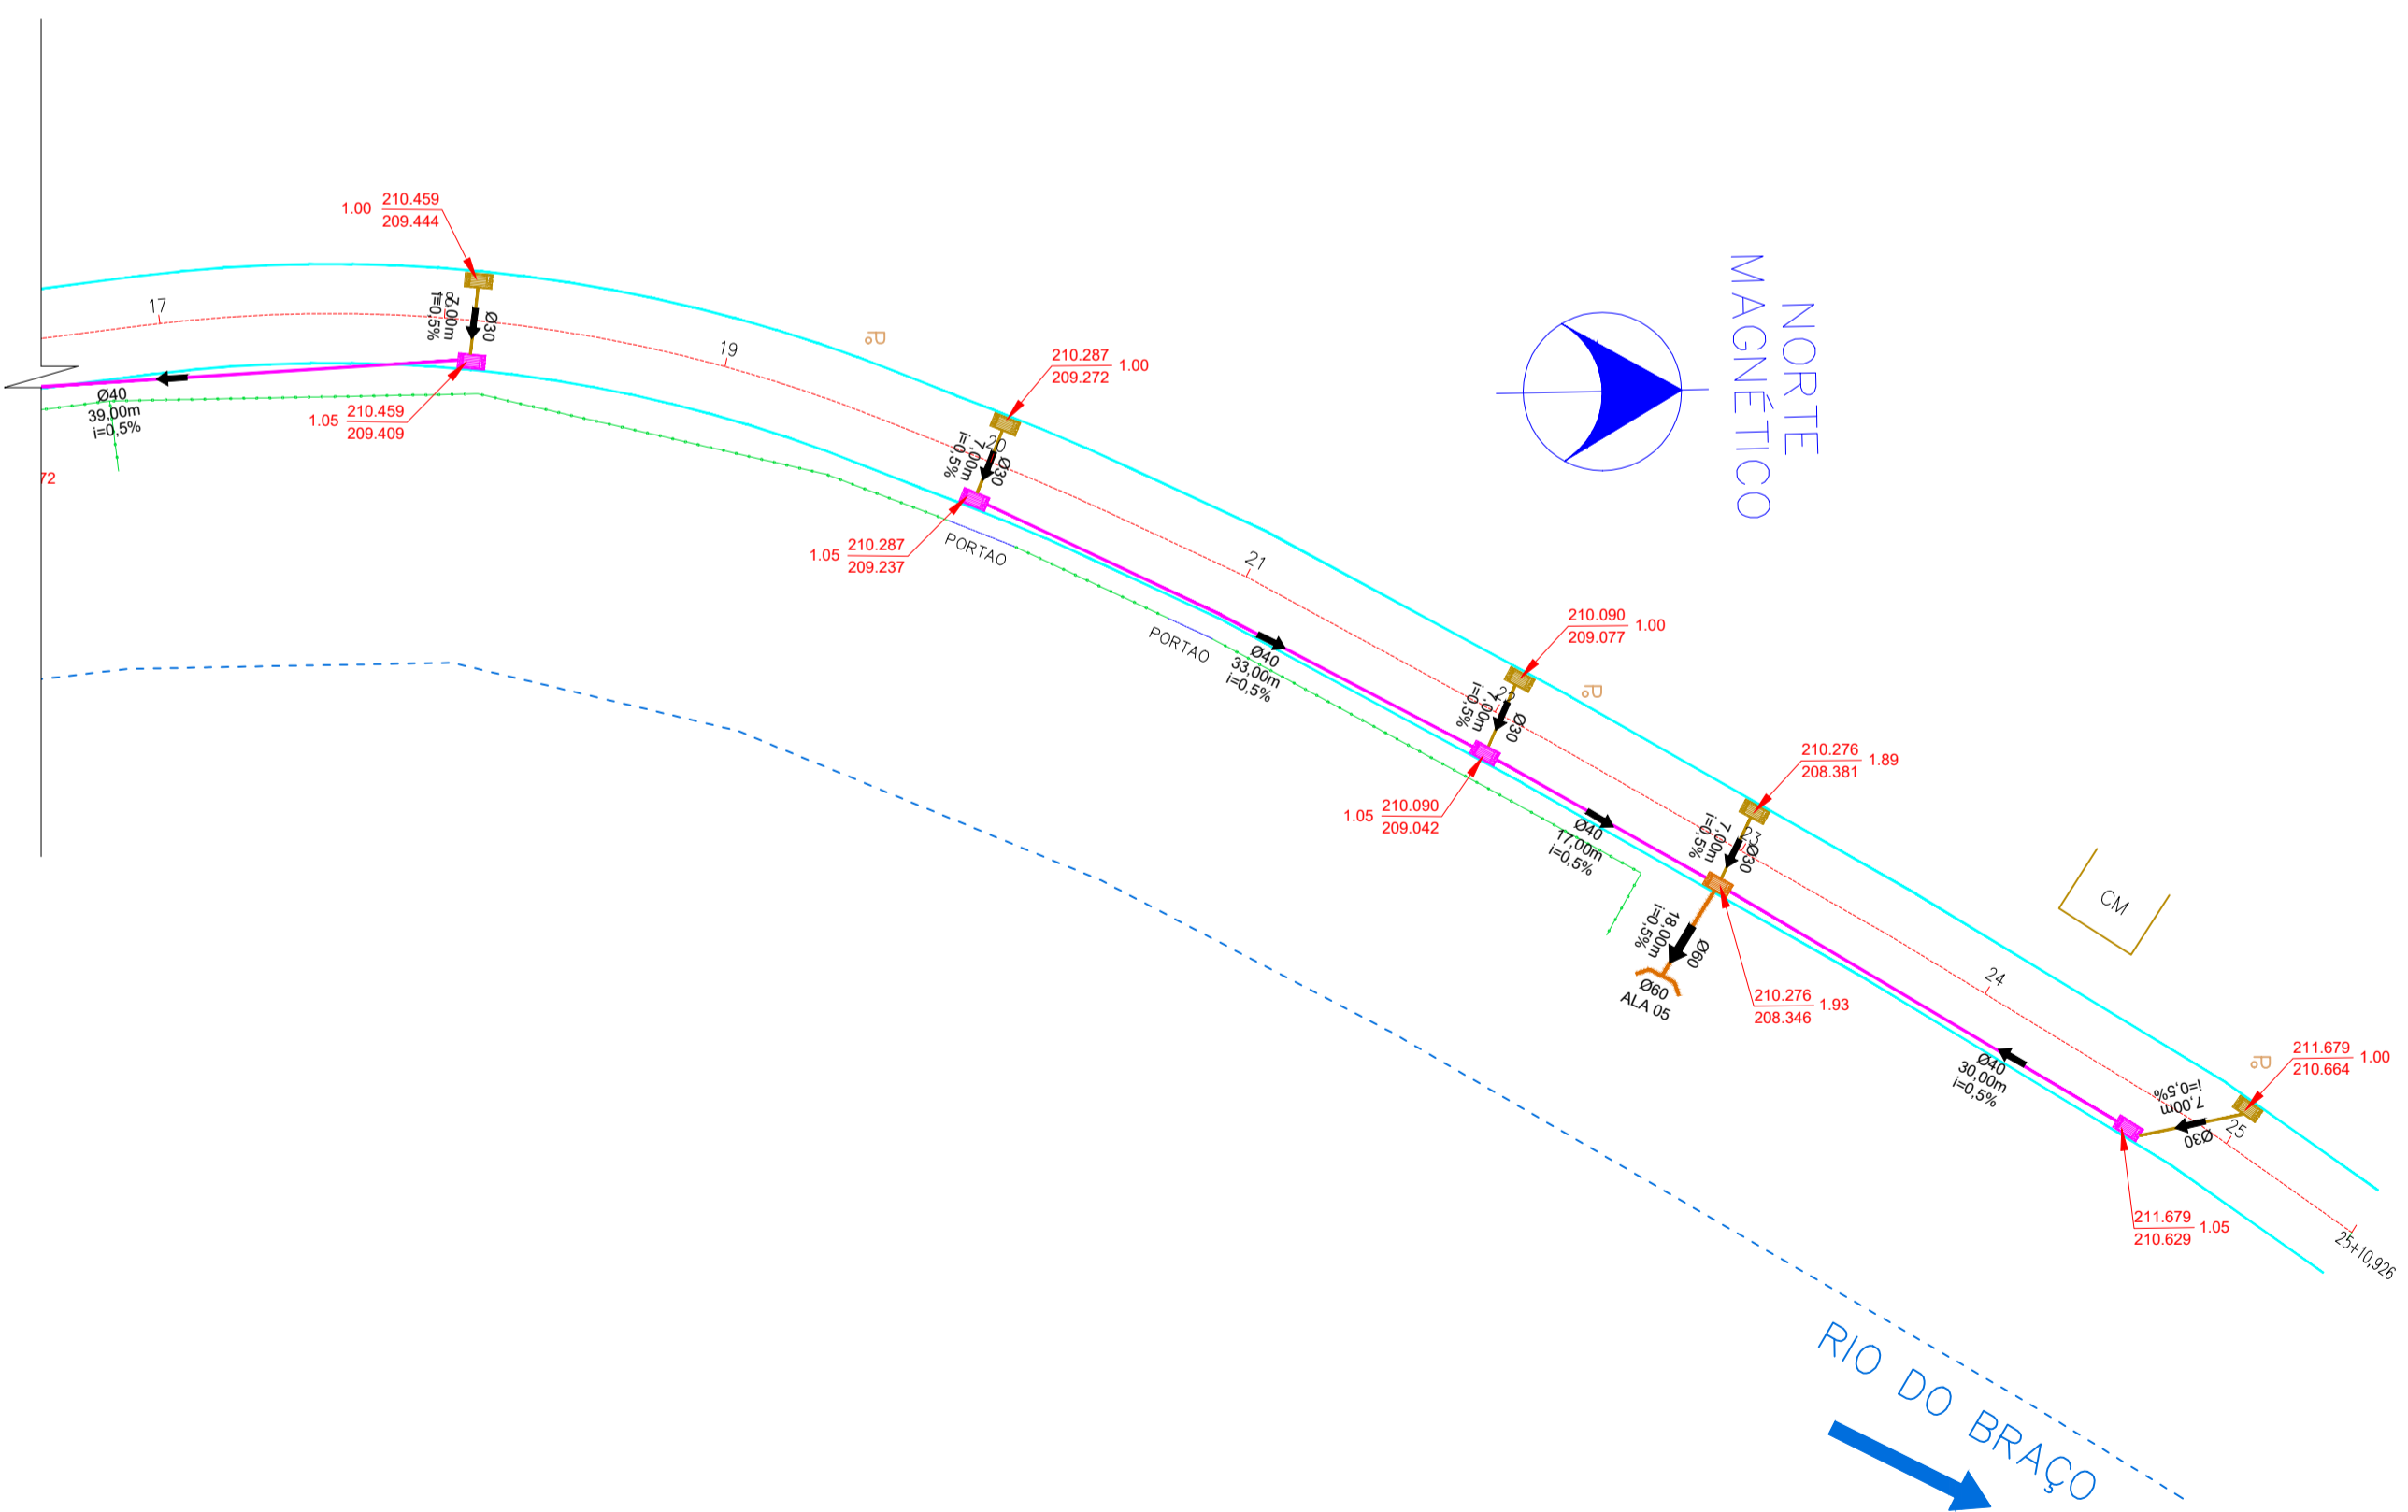 210.459
1.00
209.444
17
Ø30
7,00m
i=0,5%
19
Ø40
39,00m
i=0,5%
210.459
1.05
209.409
72
210.287
1.00
209.272
20
Ø30
7,00m
i=0,5%
210.287
1.05
209.237
PORTAO
PORTAO
21
Ø40
33,00m
i=0,5%
NORTE
MAGNÉTICO
210.090
1.00
209.077
22
Ø30
7,00m
i=0,5%
210.090
1.05
209.042
Ø40
17,00m
i=0,5%
210.276
1.89
208.381
23
Ø30
7,00m
i=0,5%
Ø60
18,00m
i=0,5%
Ø60
ALA 05
210.276
1.93
208.346
CM
24
Ø40
30,00m
i=0,5%
211.679
1.00
210.664
Ø30
7,00m
i=0,5%
25
211.679
1.05
210.629
25+10,926
RIO DO BRAÇO